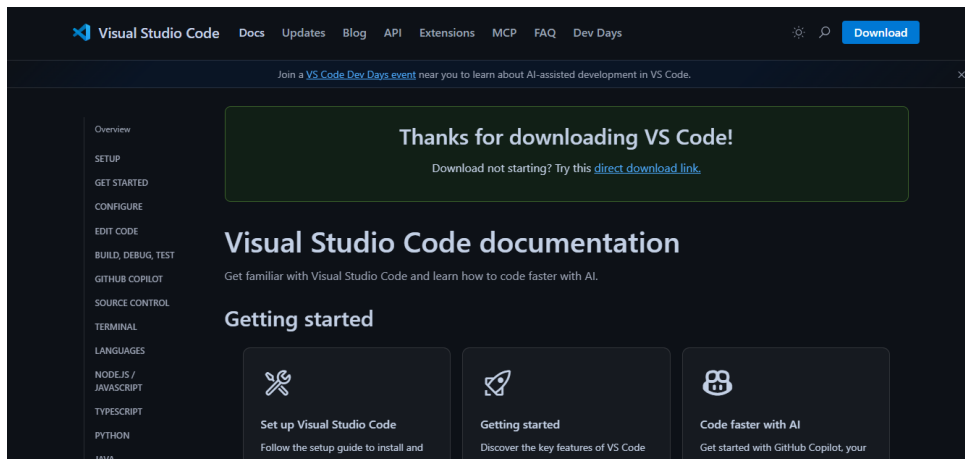 Visual Studio Code Docs Updates Blog API Extensions MCP FAQ Dev Days Download
Join a VS Code Dev Days event near you to learn about AI-assisted development in VS Code.
Overview
SETUP
GET STARTED
CONFIGURE
EDIT CODE
BUILD, DEBUG, TEST
GITHUB COPILOT
SOURCE CONTROL
TERMINAL
LANGUAGES
NODE.JS /
JAVASCRIPT
TYPESCRIPT
PYTHON
JAVA
Thanks for downloading VS Code!
Download not starting? Try this direct download link.
Visual Studio Code documentation
Get familiar with Visual Studio Code and learn how to code faster with AI.
Getting started
Set up Visual Studio Code
Follow the setup guide to install and
Getting started
Discover the key features of VS Code
Code faster with AI
Get started with GitHub Copilot, your